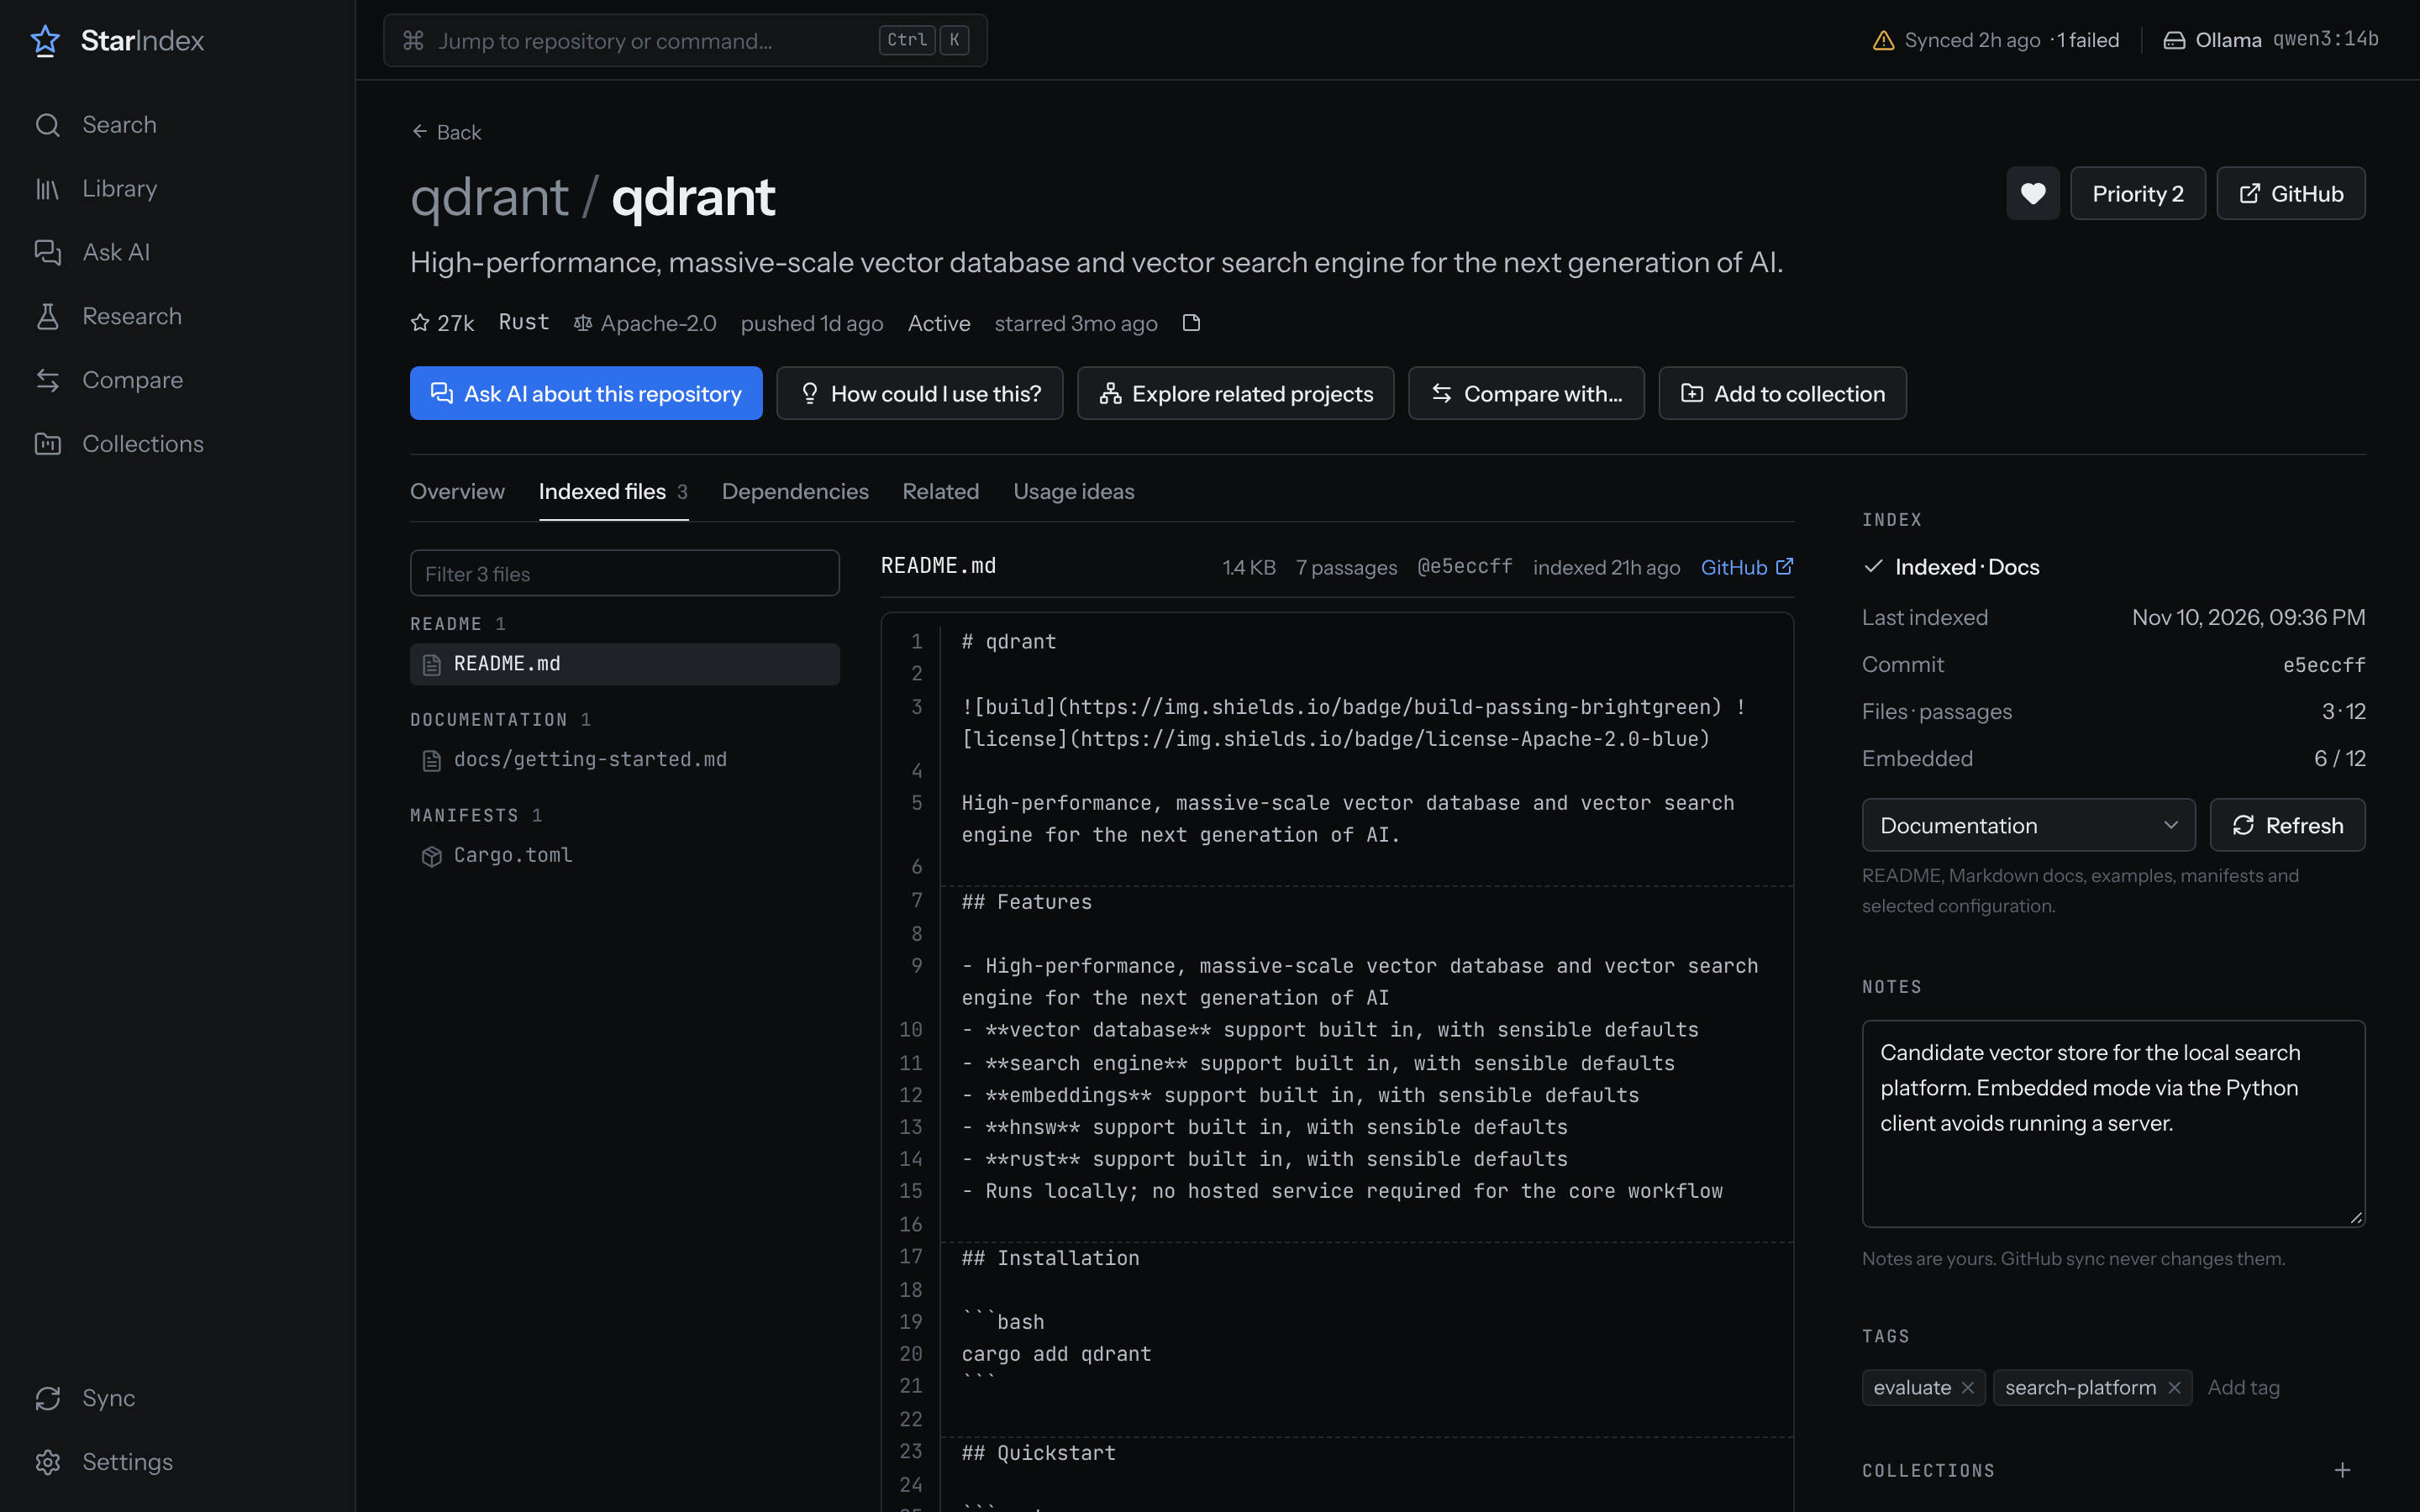 StarIndex
Search
Library
Ask AI
Research
Compare
Collections
Sync
Settings
Jump to repository or command... Ctrl K
Synced 2h ago · 1 failed
Ollama qwen3:14b
Back
qdrant / qdrant
Priority 2
GitHub
High-performance, massive-scale vector database and vector search engine for the next generation of AI.
27k Rust Apache-2.0 pushed 1d ago Active starred 3mo ago
Ask AI about this repository
How could I use this?
Explore related projects
Compare with...
Add to collection
Overview Indexed files 3 Dependencies Related Usage ideas
Filter 3 files
README 1
README.md
DOCUMENTATION 1
docs/getting-started.md
MANIFESTS 1
Cargo.toml
README.md 1.4 KB 7 passages @e5eccff indexed 21h ago GitHub
1 # qdrant
2
3 ![build](https://img.shields.io/badge/build-passing-brightgreen) !
[license](https://img.shields.io/badge/license-Apache-2.0-blue)
4
5 High-performance, massive-scale vector database and vector search
engine for the next generation of AI.
6
7 ## Features
8
9 - High-performance, massive-scale vector database and vector search
engine for the next generation of AI
10 - **vector database** support built in, with sensible defaults
11 - **search engine** support built in, with sensible defaults
12 - **embeddings** support built in, with sensible defaults
13 - **hnsw** support built in, with sensible defaults
14 - **rust** support built in, with sensible defaults
15 - Runs locally; no hosted service required for the core workflow
16
17 ## Installation
18
19 ```bash
20 cargo add qdrant
21 ```
22
23 ## Quickstart
24
INDEX
Indexed · Docs
Last indexed Nov 10, 2026, 09:36 PM
Commit e5eccff
Files · passages 3 · 12
Embedded 6 / 12
Documentation
Refresh
README, Markdown docs, examples, manifests and
selected configuration.
NOTES
Candidate vector store for the local search
platform. Embedded mode via the Python
client avoids running a server.
Notes are yours. GitHub sync never changes them.
TAGS
evaluate search-platform Add tag
COLLECTIONS